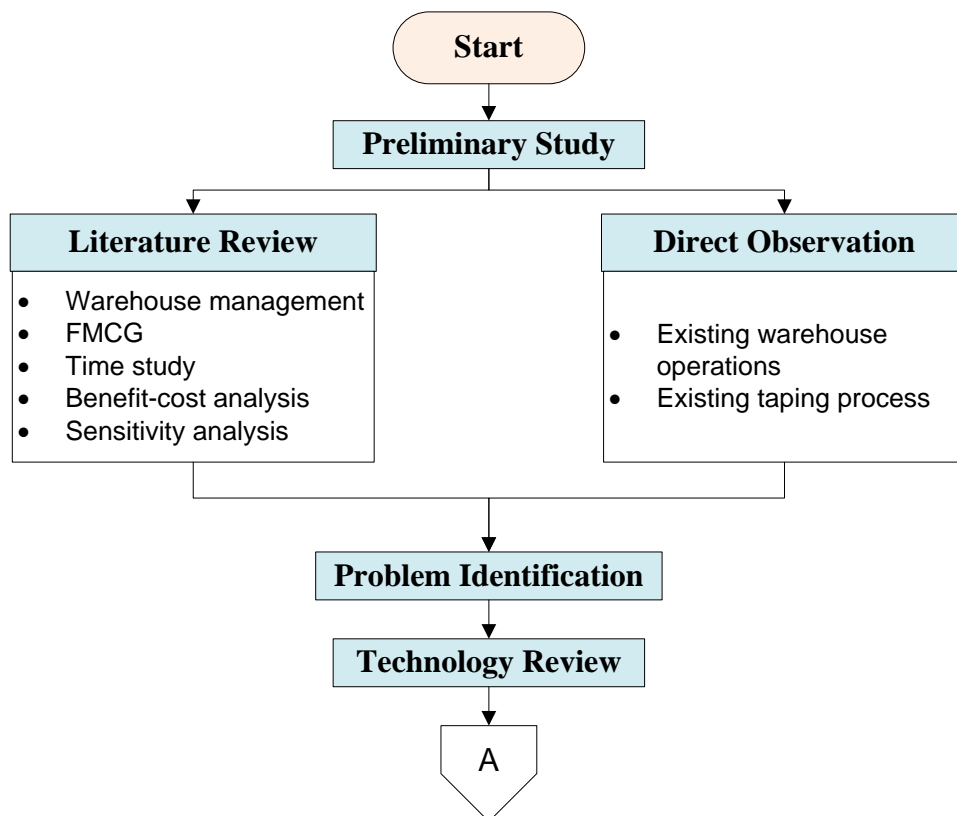 Start
Preliminary Study
Literature Review
• Warehouse management
• FMCG
• Time study
• Benefit-cost analysis
• Sensitivity analysis
Direct Observation
• Existing warehouse
operations
• Existing taping process
Problem Identification
Technology Review
A